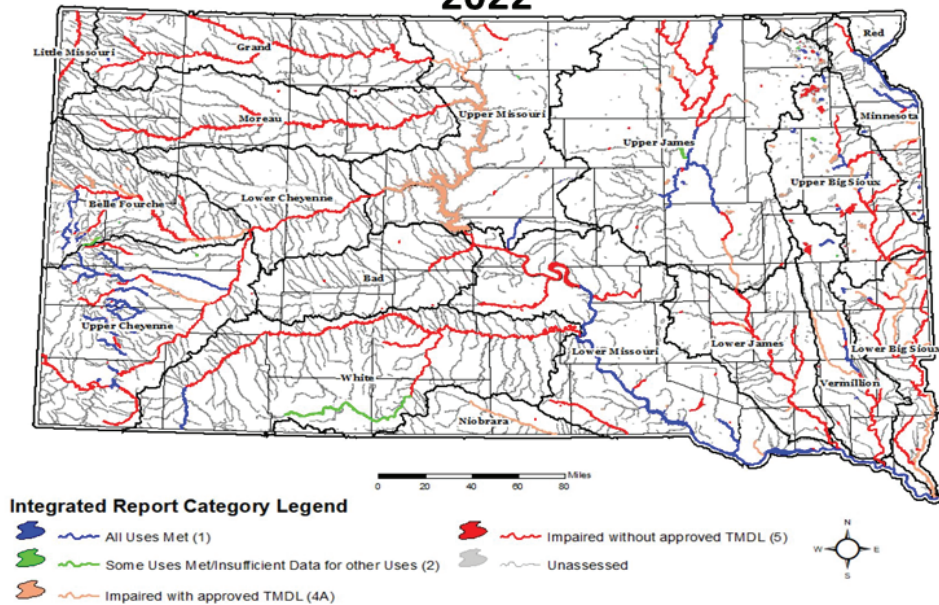 2022
Red
Little Missouri
Grand
Moreau
Upper Missouri
Minnesota
Upper James
Upper Big Sioux
Belle Fourche
Lower Cheyenne
Bad
Upper Cheyenne
Lower Missouri
Lower James
Lower Big Sioux
White
Vermillion
Niobrara
Miles
0 20 40 60 80
Integrated Report Category Legend
All Uses Met (1)
Some Uses Met/Insufficient Data for other Uses (2)
Impaired with approved TMDL (4A)
Impaired without approved TMDL (5)
Unassessed
N
W E
S